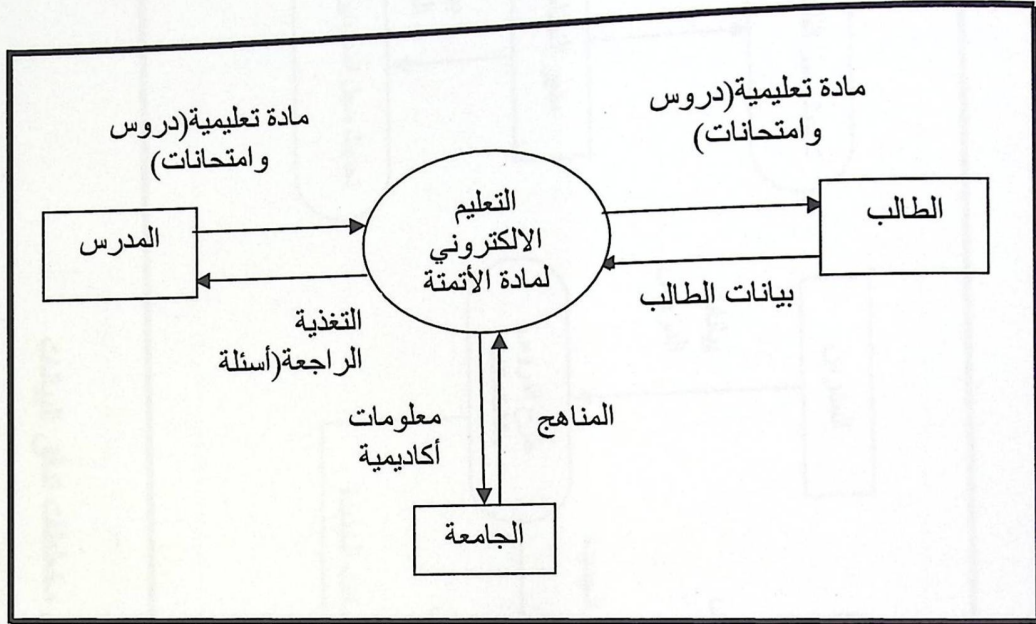 مادة تعليمية(دروس
وامتحانات)
مادة تعليمية(دروس
وامتحانات)
الطالب
التعليم
الالكتروني
لمادة الأتمتة
المدرس
بيانات الطالب
التغذية
الراجعة(أسئلة
المناهج
معلومات
أكاديمية
الجامعة